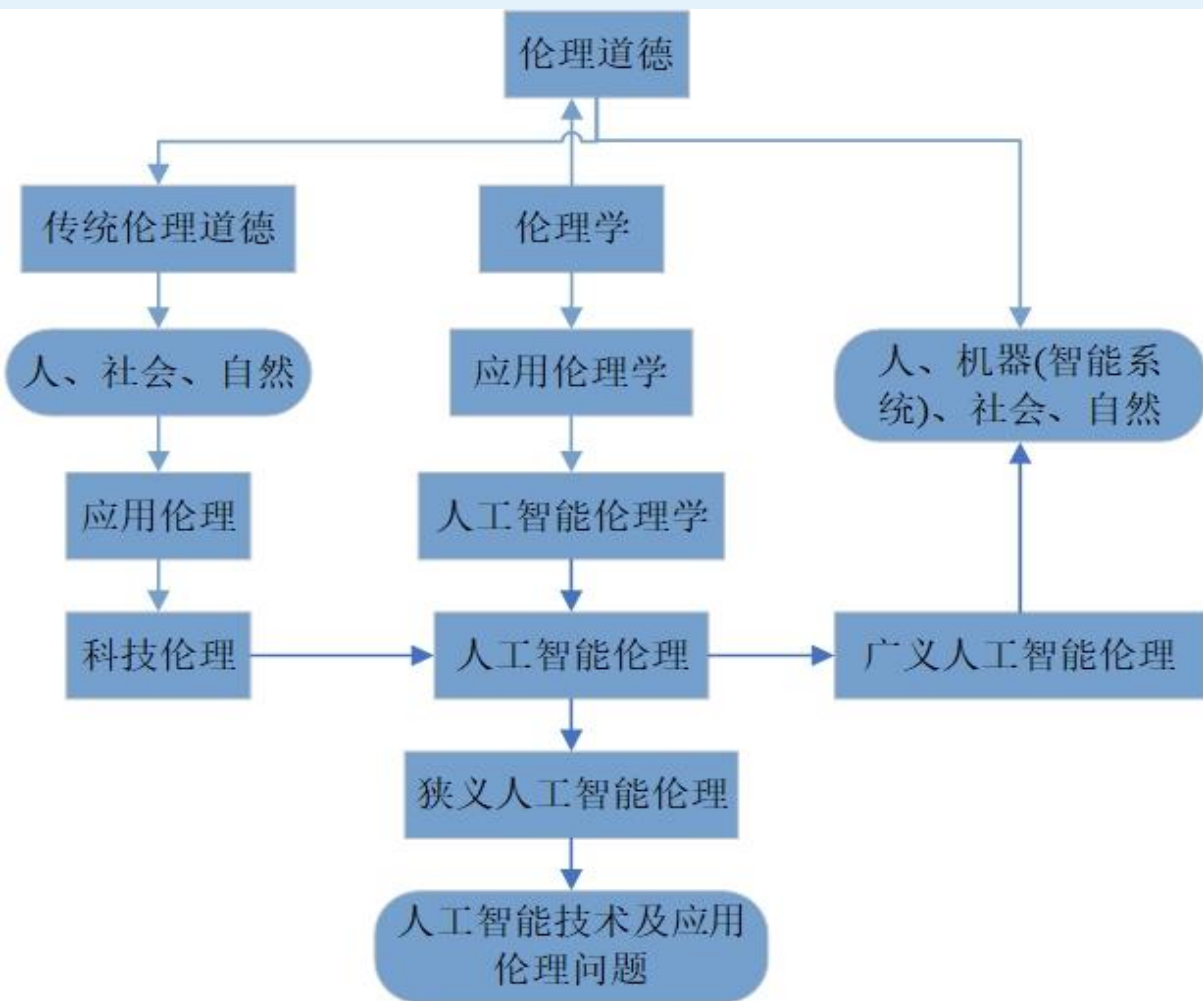 伦理道德
传统伦理道德
伦理学
人、社会、自然
应用伦理学
人、机器(智能系
统)、社会、自然
应用伦理
人工智能伦理学
科技伦理
人工智能伦理
广义人工智能伦理
狭义人工智能伦理
人工智能技术及应用
伦理问题